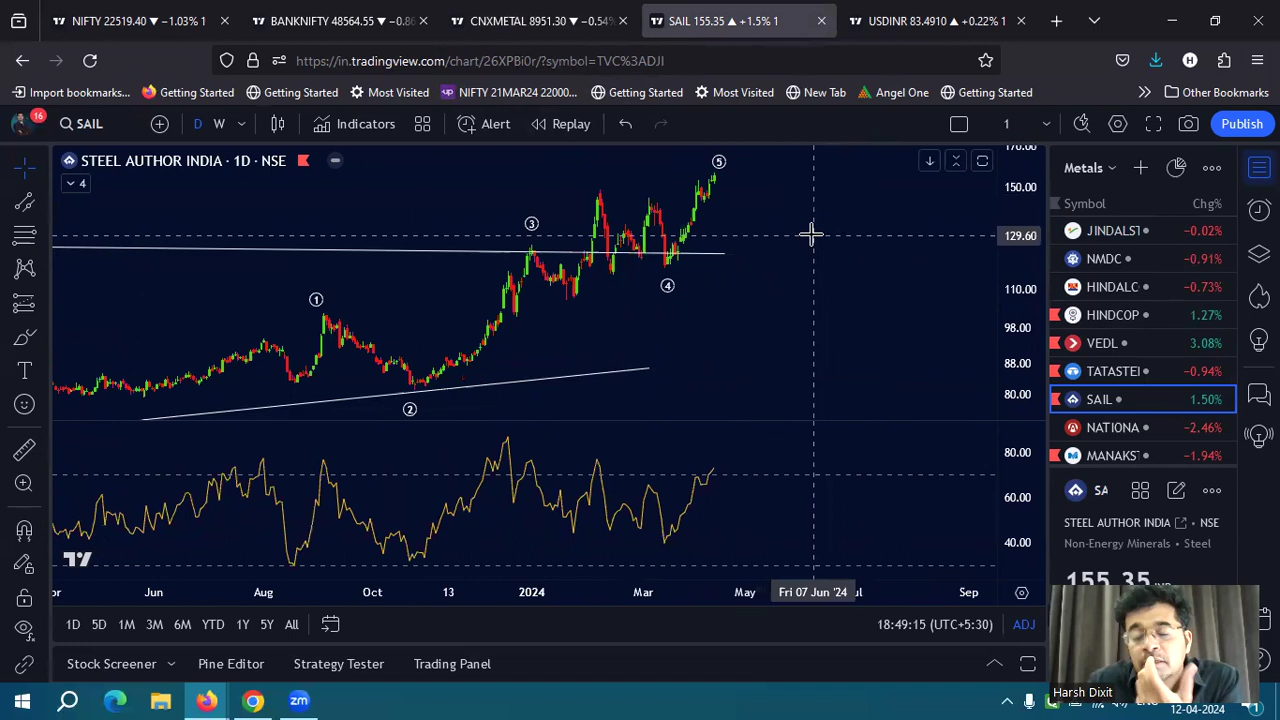 NIFTY 22519.40 ▼ −1.03% 1
BANKNIFTY 48564.55 ▼ −0.86
CNXMETAL 8951.30 ▼ −0.54%
SAIL 155.35 ▲ +1.5% 1
USDINR 83.4910 ▲ +0.22% 1
https://in.tradingview.com/chart/26XPBi0r/?symbol=TVC%3ADJI
H
Import bookmarks...
Getting Started
Getting Started
Most Visited
NIFTY 21MAR24 22000...
Getting Started
Most Visited
New Tab
Angel One
Getting Started
Other Bookmarks
16
SAIL
D
W
Indicators
Alert
Replay
1
Publish
STEEL AUTHOR INDIA · 1D · NSE
4
1
2
3
4
5
170.00
150.00
129.60
110.00
98.00
88.00
80.00
80.00
60.00
40.00
Jun
Aug
Oct
13
2024
Mar
May
Fri 07 Jun '24
Sep
1D
5D
1M
3M
6M
YTD
1Y
5Y
All
18:49:15 (UTC+5:30)
ADJ
Stock Screener
Pine Editor
Strategy Tester
Trading Panel
Metals
Symbol
Chg%
JINDALST
−0.02%
NMDC
−0.91%
HINDALC
−0.73%
HINDCOP
1.27%
VEDL
3.08%
TATASTEI
−0.94%
SAIL
1.50%
NATIONA
−2.46%
MANAKS
−1.94%
SA
STEEL AUTHOR INDIA
NSE
Non-Energy Minerals
Steel
155.35
Harsh Dixit
12-04-2024